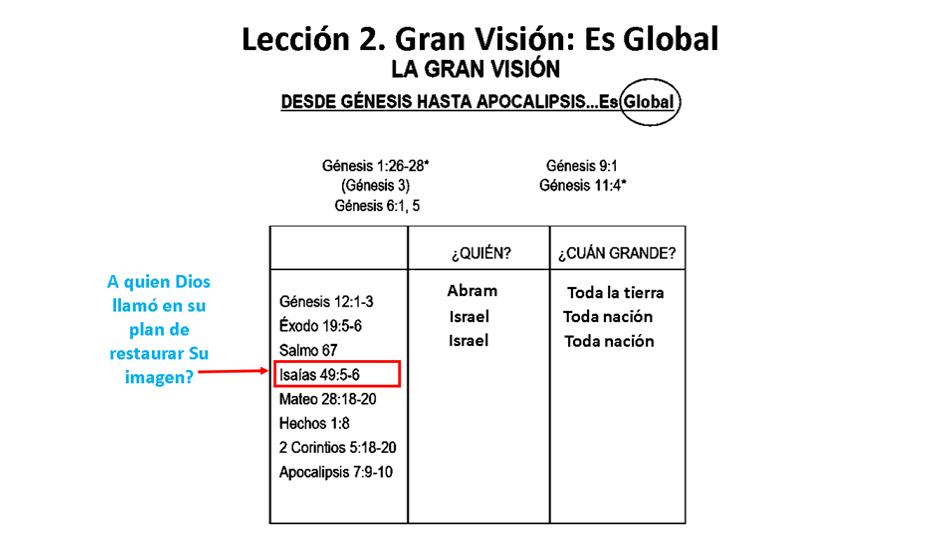 Lección 2. Gran Visión: Es Global
LA GRAN VISIÓN
DESDE GÉNESIS HASTA APOCALIPSIS...Es Global
Génesis 1:26-28*
(Génesis 3)
Génesis 6:1, 5
Génesis 9:1
Génesis 11:4*
¿QUIÉN? ¿CUÁN GRANDE?
A quien Dios
llamó en su
plan de
restaurar Su
imagen?
Génesis 12:1-3 Abram Toda la tierra
Éxodo 19:5-6 Israel Toda nación
Salmo 67 Israel Toda nación
Isaías 49:5-6
Mateo 28:18-20
Hechos 1:8
2 Corintios 5:18-20
Apocalipsis 7:9-10